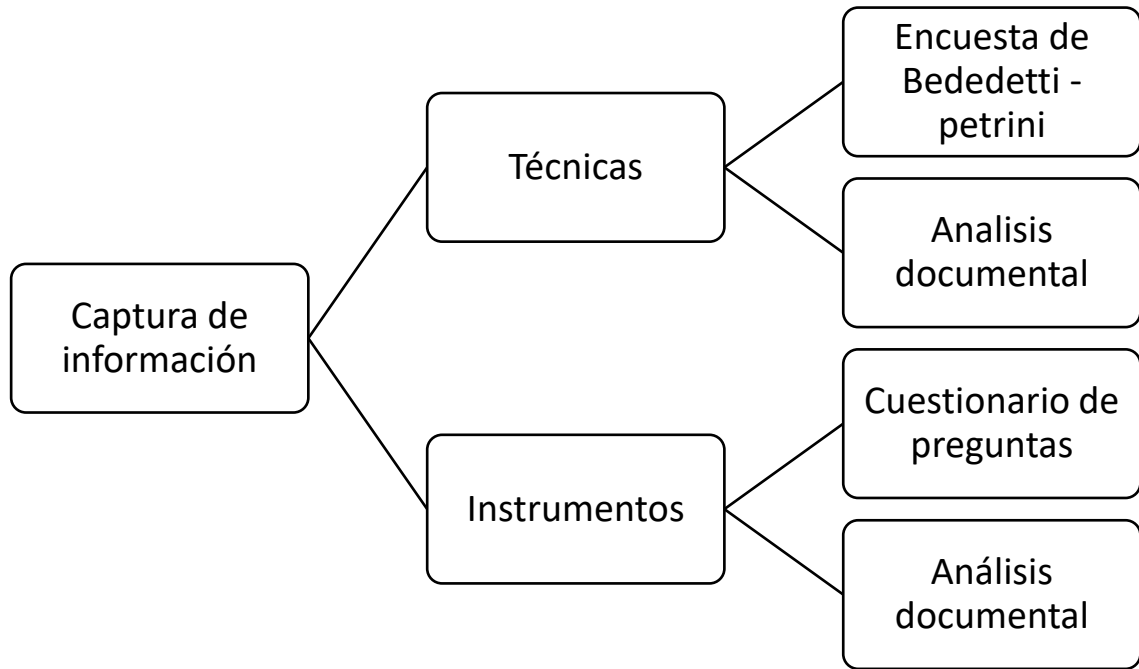 Captura de
información
Técnicas
Encuesta de
Bededetti -
petrini
Analisis
documental
Instrumentos
Cuestionario de
preguntas
Análisis
documental